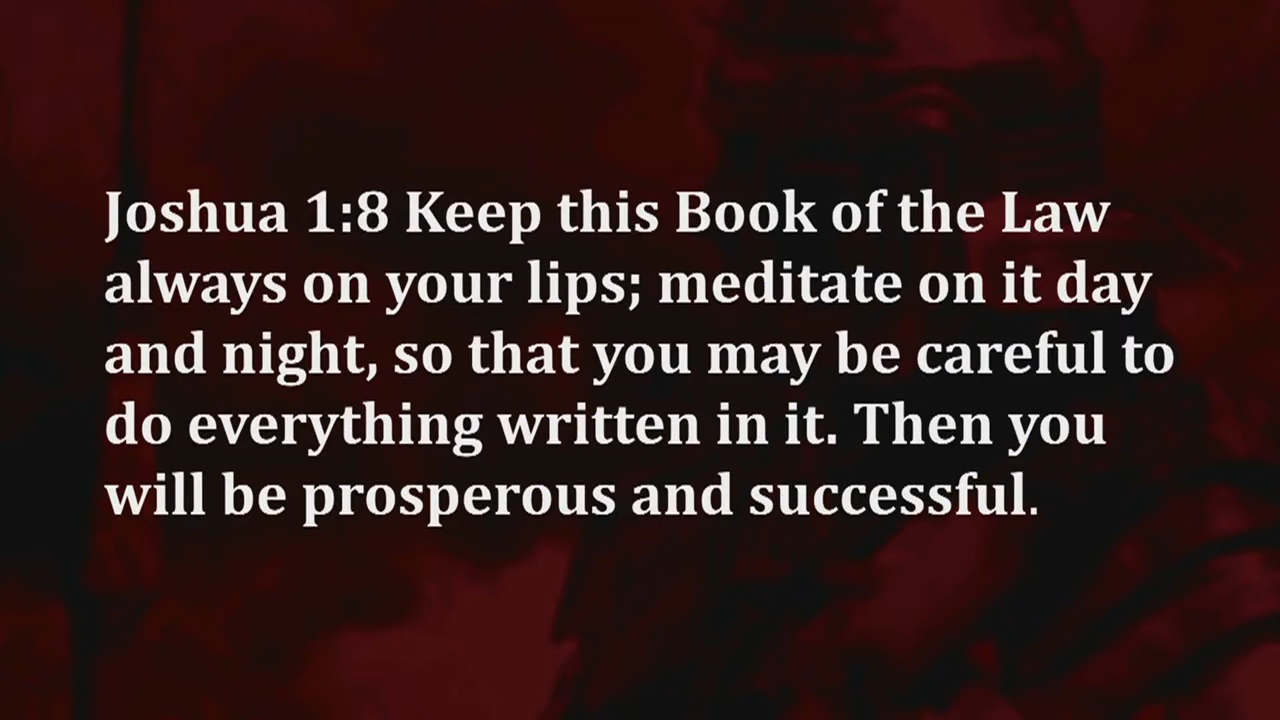 Joshua 1:8 Keep this Book of the Law
always on your lips; meditate on it day
and night, so that you may be careful to
do everything written in it. Then you
will be prosperous and successful.